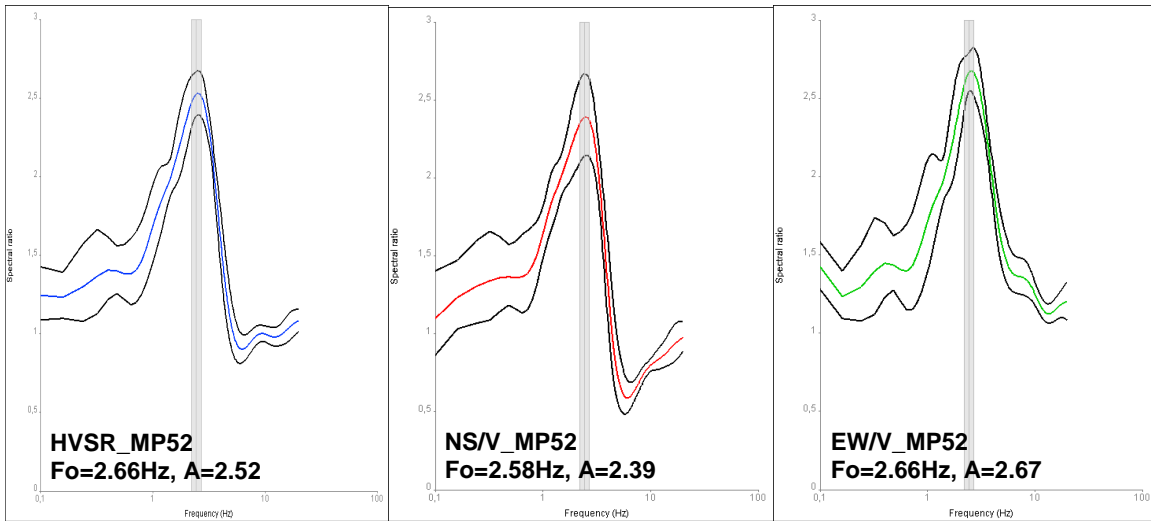 3
2,5
2
1,5
1
0,5
0
0,1
1
10
100
Spectral ratio
Frequency (Hz)
HVSR_MP52
Fo=2.66Hz, A=2.52
3
2,5
2
1,5
1
0,5
0
0,1
1
10
100
Spectral ratio
Frequency (Hz)
NS/V_MP52
Fo=2.58Hz, A=2.39
3
2,5
2
1,5
1
0,5
0
0,1
1
10
100
Spectral ratio
Frequency (Hz)
EW/V_MP52
Fo=2.66Hz, A=2.67